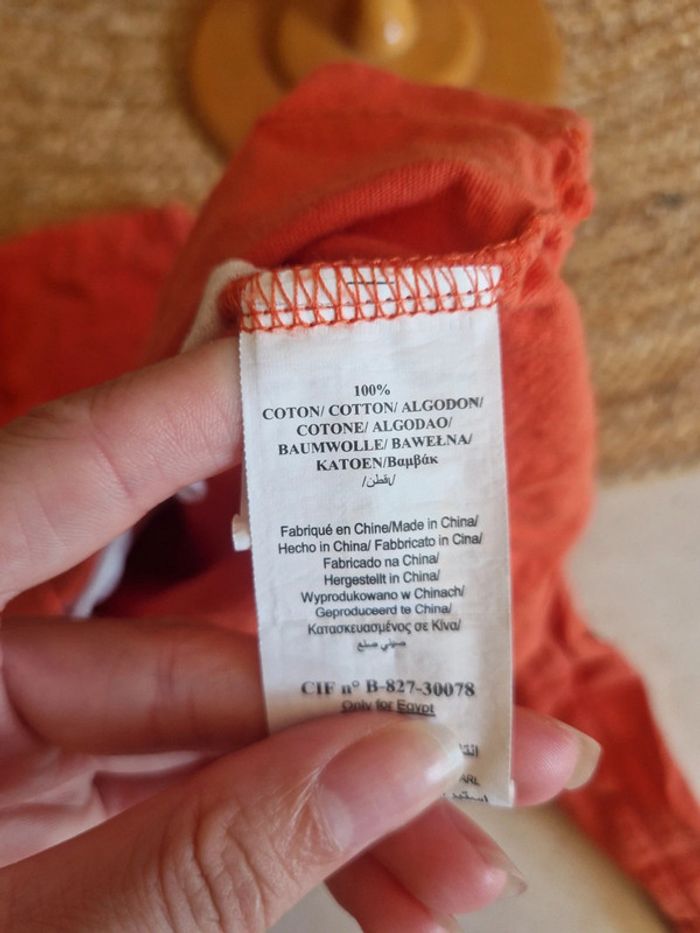 100%
COTON/ COTTON/ ALGODON/
COTONE/ ALGODAO/
BAUMWOLLE/ BAWEŁNA/
KATOEN/Βαμβάκ
/قطن/
Fabriqué en Chine/Made in China/
Hecho in China/ Fabbricato in Cina/
Fabricado na China/
Hergestellt in China/
Wyprodukowano w Chinach/
Geproduceerd te China/
Κατασκευασμένος σε Κίνα/
صنع صيني
CIF n° B-827-30078
Only for Egypt
ARL